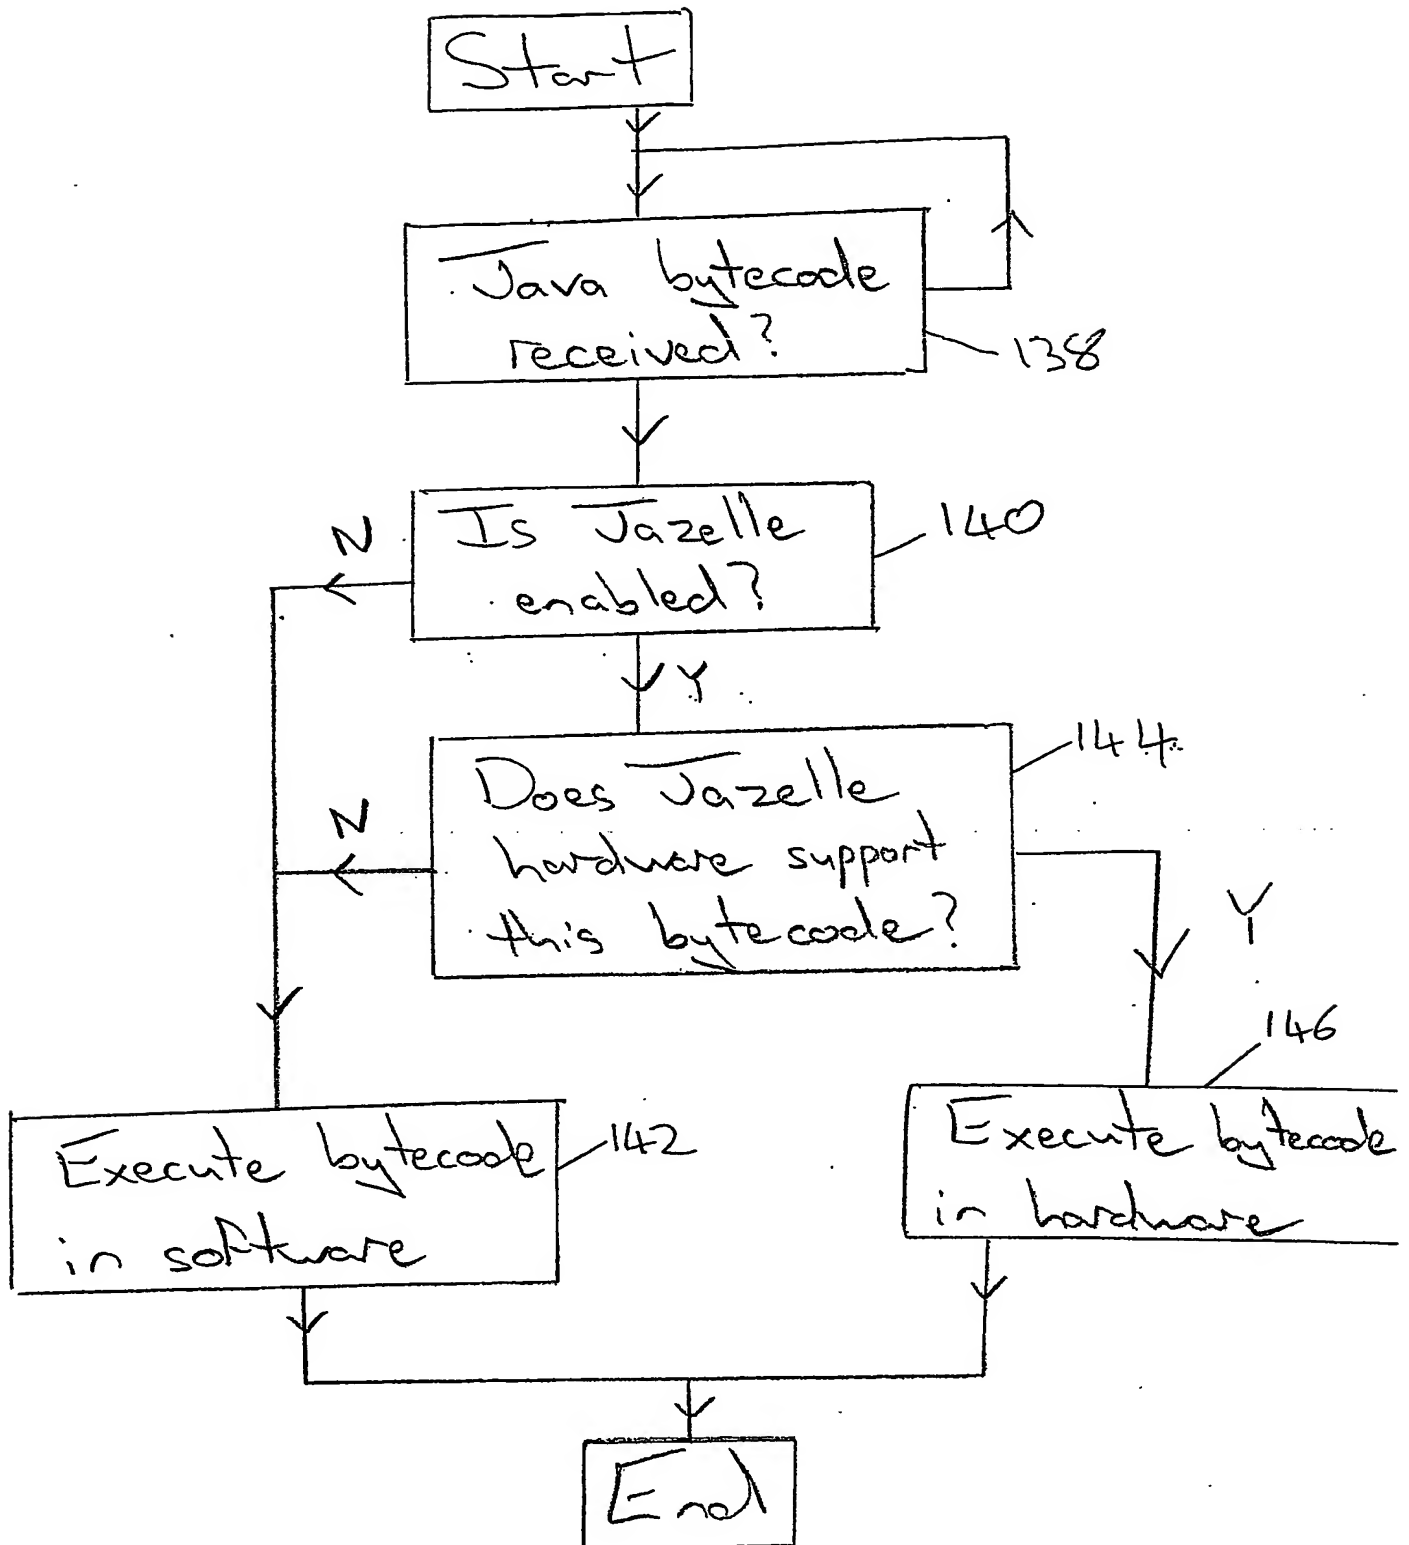 Start
Java bytecode
received?
138
Is Jazelle
enabled?
140
N
Y
Does Jazelle
hardware support
this bytecode?
144
N
Y
146
Execute bytecode
in software
142
Execute bytecode
in hardware
End